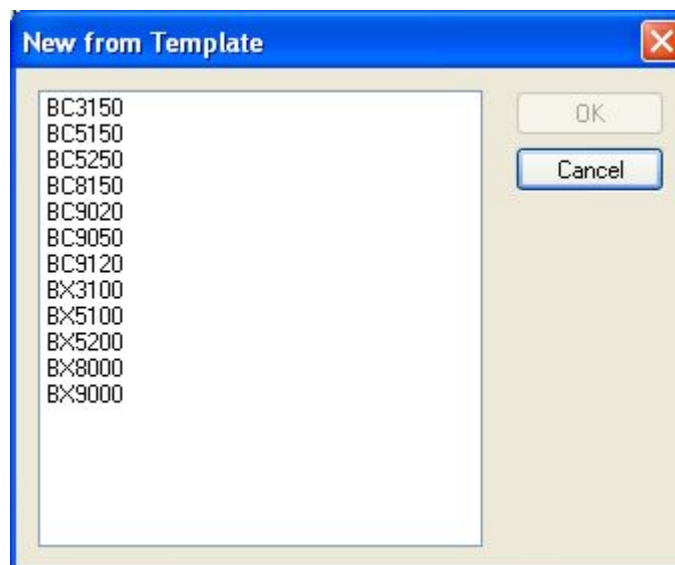 New from Template
BC3150
BC5150
BC5250
BC8150
BC9020
BC9050
BC9120
BX3100
BX5100
BX5200
BX8000
BX9000
OK
Cancel